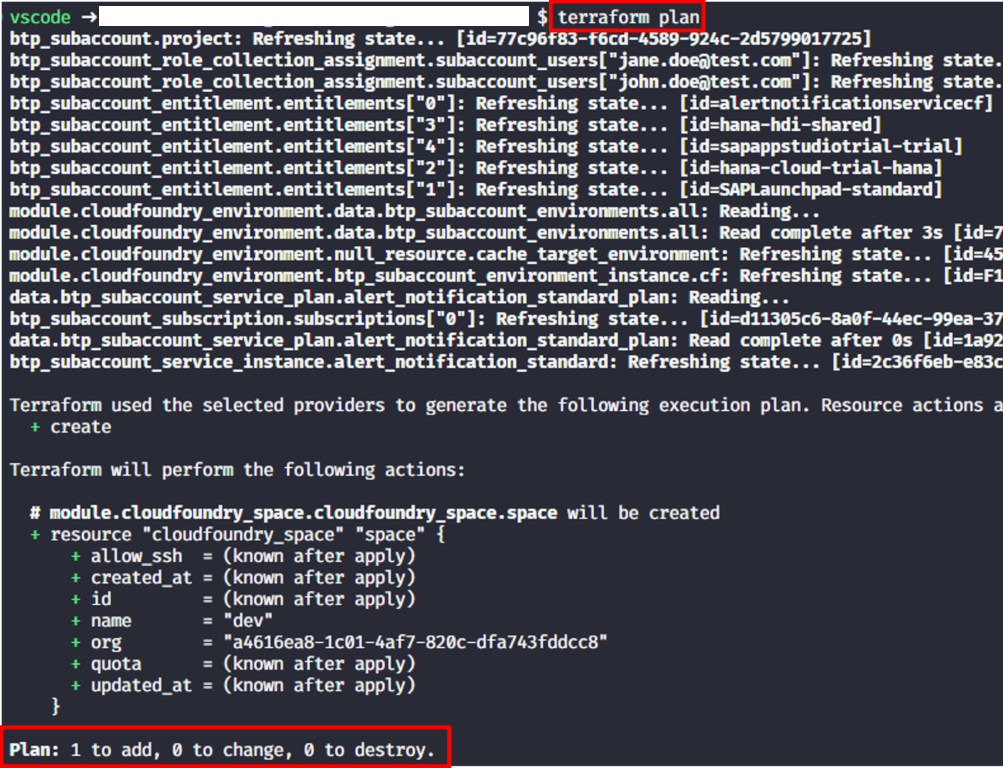 vscode → $ terraform plan
btp_subaccount.project: Refreshing state... [id=77c96f83-f6cd-4589-924c-2d5799017725]
btp_subaccount_role_collection_assignment.subaccount_users["jane.doe@test.com"]: Refreshing state.
btp_subaccount_role_collection_assignment.subaccount_users["john.doe@test.com"]: Refreshing state.
btp_subaccount_entitlement.entitlements["0"]: Refreshing state... [id=alertnotificationservicecf]
btp_subaccount_entitlement.entitlements["3"]: Refreshing state... [id=hana-hdi-shared]
btp_subaccount_entitlement.entitlements["4"]: Refreshing state... [id=sapappstudiotrial-trial]
btp_subaccount_entitlement.entitlements["2"]: Refreshing state... [id=hana-cloud-trial-hana]
btp_subaccount_entitlement.entitlements["1"]: Refreshing state... [id=SAPLaunchpad-standard]
module.cloudfoundry_environment.data.btp_subaccount_environments.all: Reading...
module.cloudfoundry_environment.data.btp_subaccount_environments.all: Read complete after 3s [id=7
module.cloudfoundry_environment.null_resource.cache_target_environment: Refreshing state... [id=45
module.cloudfoundry_environment.btp_subaccount_environment_instance.cf: Refreshing state... [id=F1
data.btp_subaccount_service_plan.alert_notification_standard_plan: Reading...
btp_subaccount_subscription.subscriptions["0"]: Refreshing state... [id=d11305c6-8a0f-44ec-99ea-37
data.btp_subaccount_service_plan.alert_notification_standard_plan: Read complete after 0s [id=1a92
btp_subaccount_service_instance.alert_notification_standard: Refreshing state... [id=2c36f6eb-e83c
Terraform used the selected providers to generate the following execution plan. Resource actions a
+ create
Terraform will perform the following actions:
# module.cloudfoundry_space.cloudfoundry_space.space will be created
+ resource "cloudfoundry_space" "space" {
+ allow_ssh = (known after apply)
+ created_at = (known after apply)
+ id = (known after apply)
+ name = "dev"
+ org = "a4616ea8-1c01-4af7-820c-dfa743fddcc8"
+ quota = (known after apply)
+ updated_at = (known after apply)
}
Plan: 1 to add, 0 to change, 0 to destroy.